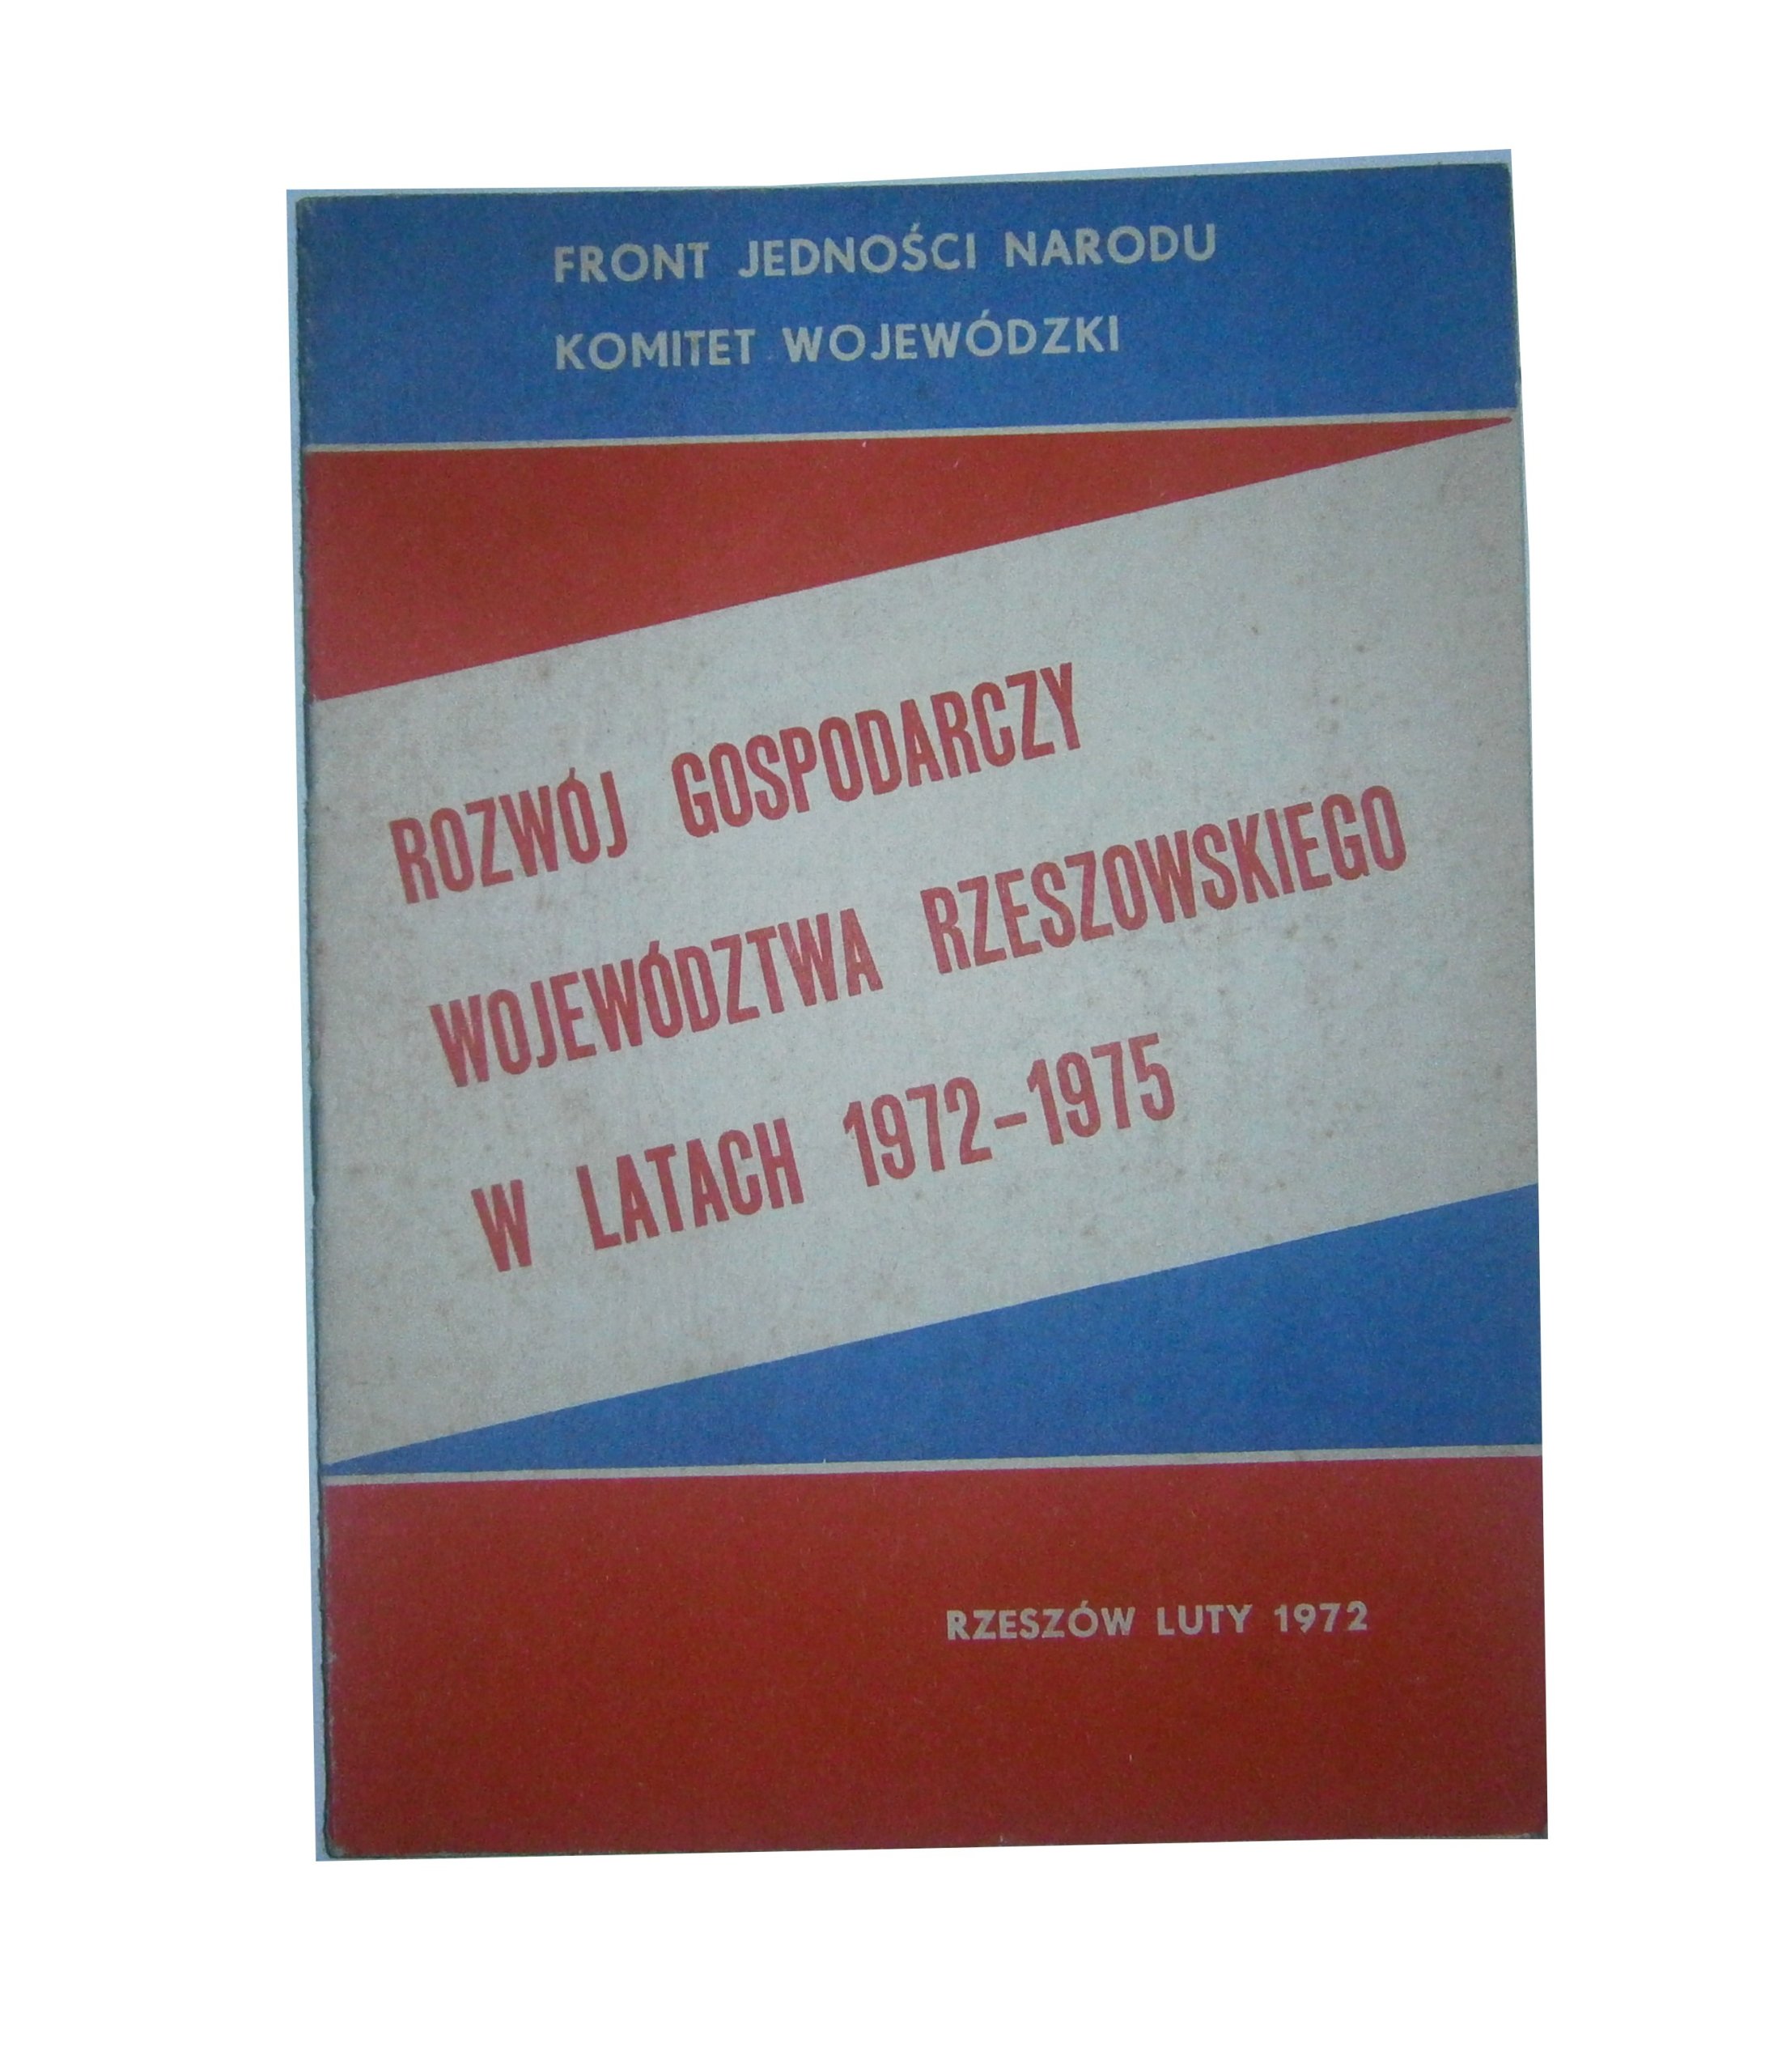 FRONT JEDNOŚCI NARODU
KOMITET WOJEWÓDZKI
ROZWÓJ GOSPODARCZY
WOJEWÓDZTWA RZESZOWSKIEGO
W LATACH 1972-1975
RZESZÓW LUTY 1972